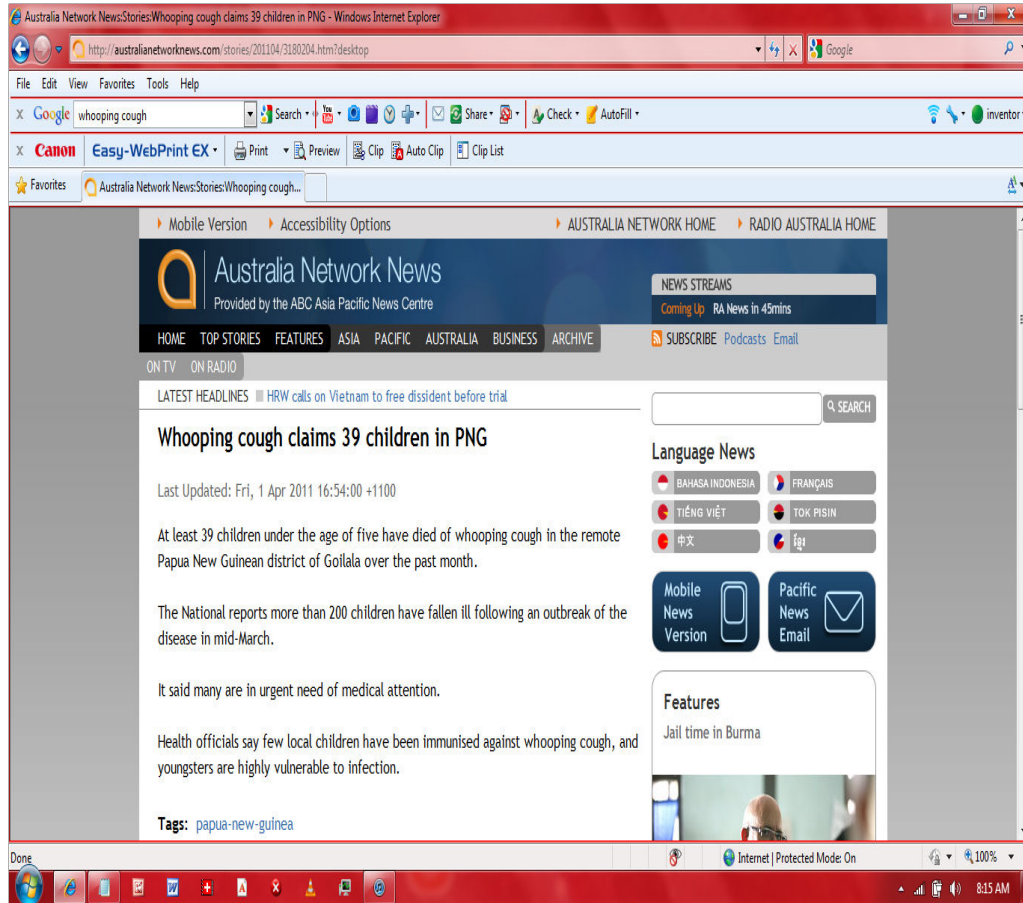 Australia Network News:Stories:Whooping cough claims 39 children in PNG - Windows Internet Explorer
http://australianetworknews.com/stories/201104/3180204.htm?desktop
Google
File Edit View Favorites Tools Help
x Google whooping cough Search Share Check AutoFill inventor
x Canon Easy-WebPrint EX Print Preview Clip Auto Clip Clip List
Favorites Australia Network News:Stories:Whooping cough...
Mobile Version Accessibility Options AUSTRALIA NETWORK HOME RADIO AUSTRALIA HOME
Australia Network News
Provided by the ABC Asia Pacific News Centre
NEWS STREAMS
Coming Up RA News in 45mins
HOME TOP STORIES FEATURES ASIA PACIFIC AUSTRALIA BUSINESS ARCHIVE
ON TV ON RADIO
SUBSCRIBE Podcasts Email
LATEST HEADLINES HRW calls on Vietnam to free dissident before trial
SEARCH
Whooping cough claims 39 children in PNG
Last Updated: Fri, 1 Apr 2011 16:54:00 +1100
At least 39 children under the age of five have died of whooping cough in the remote
Papua New Guinean district of Goilala over the past month.
The National reports more than 200 children have fallen ill following an outbreak of the
disease in mid-March.
It said many are in urgent need of medical attention.
Health officials say few local children have been immunised against whooping cough, and
youngsters are highly vulnerable to infection.
Tags: papua-new-guinea
Language News
BAHASA INDONESIA FRANÇAIS
TIẾNG VIỆT TOK PISIN
中文 ខ្មែរ
Mobile
News
Version
Pacific
News
Email
Features
Jail time in Burma
Done Internet | Protected Mode: On 100%
8:15 AM